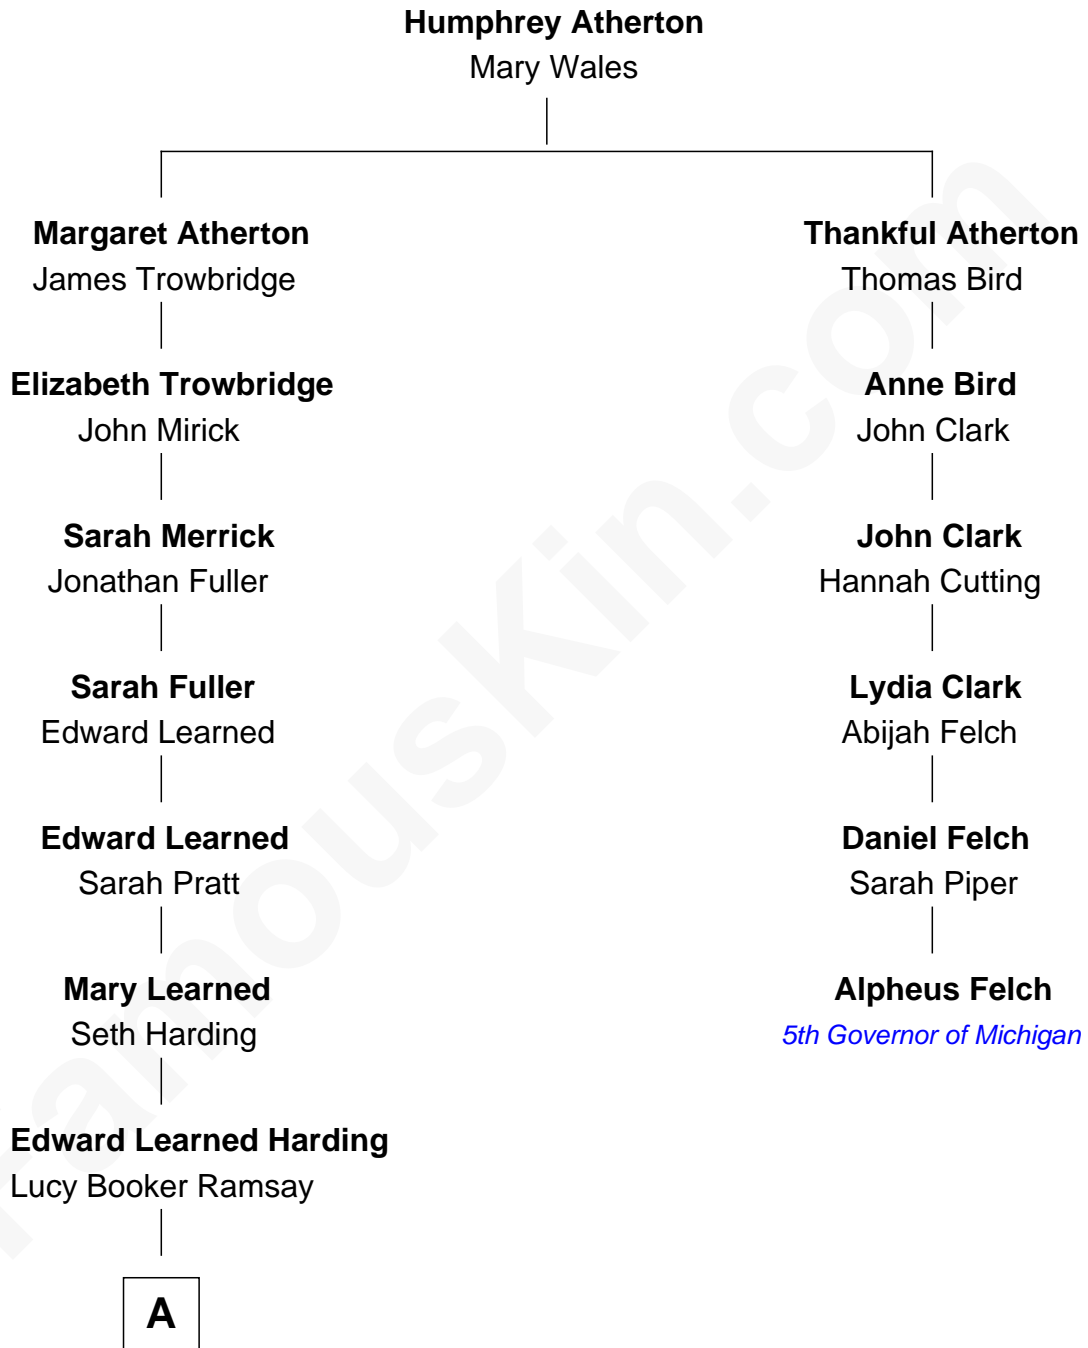 Humphrey Atherton
Mary Wales
Margaret Atherton
James Trowbridge
Thankful Atherton
Thomas Bird
Elizabeth Trowbridge
John Mirick
Anne Bird
John Clark
Sarah Merrick
Jonathan Fuller
John Clark
Hannah Cutting
Sarah Fuller
Edward Learned
Lydia Clark
Abijah Felch
Edward Learned
Sarah Pratt
Daniel Felch
Sarah Piper
Mary Learned
Seth Harding
Alpheus Felch
5th Governor of Michigan
Edward Learned Harding
Lucy Booker Ramsay
A
FamousKin.com